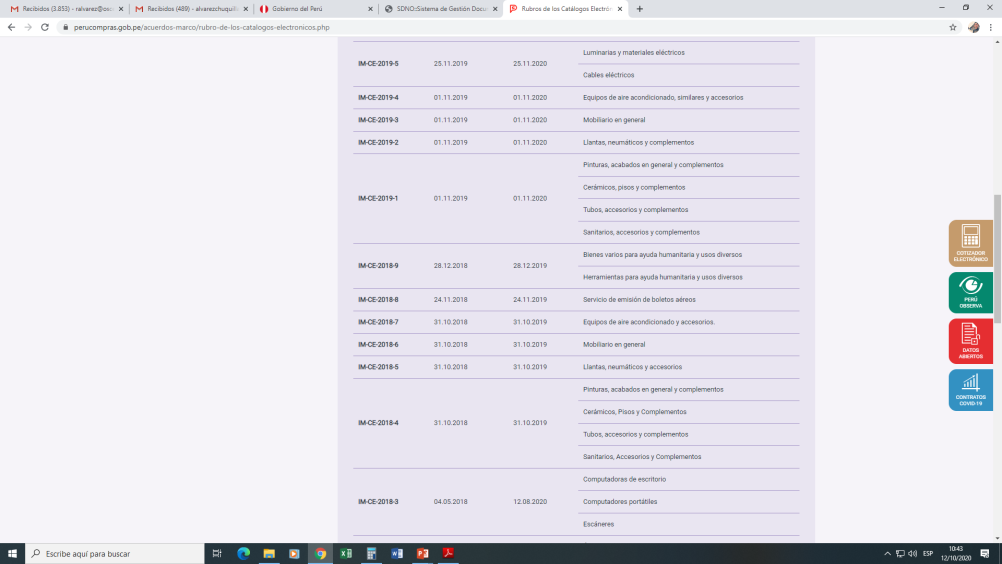 Recibidos (3.853) - ralvarez@osc
Recibidos (489) - alvarezchuquill
Gobierno del Perú
SDNO::Sistema de Gestión Docu
Rubros de los Catálogos Electrón
perucompras.gob.pe/acuerdos-marco/rubro-de-los-catalogos-electronicos.php
Luminarias y materiales eléctricos
IM-CE-2019-5 25.11.2019 25.11.2020
Cables eléctricos
IM-CE-2019-4 01.11.2019 01.11.2020 Equipos de aire acondicionado, similares y accesorios
IM-CE-2019-3 01.11.2019 01.11.2020 Mobiliario en general
IM-CE-2019-2 01.11.2019 01.11.2020 Llantas, neumáticos y complementos
Pinturas, acabados en general y complementos
Cerámicos, pisos y complementos
IM-CE-2019-1 01.11.2019 01.11.2020
Tubos, accesorios y complementos
Sanitarios, accesorios y complementos
Bienes varios para ayuda humanitaria y usos diversos
IM-CE-2018-9 28.12.2018 28.12.2019
Herramientas para ayuda humanitaria y usos diversos
IM-CE-2018-8 24.11.2018 24.11.2019 Servicio de emisión de boletos aéreos
IM-CE-2018-7 31.10.2018 31.10.2019 Equipos de aire acondicionado y accesorios.
IM-CE-2018-6 31.10.2018 31.10.2019 Mobiliario en general
IM-CE-2018-5 31.10.2018 31.10.2019 Llantas, neumáticos y accesorios
Pinturas, acabados en general y complementos
Cerámicos, Pisos y Complementos
IM-CE-2018-4 31.10.2018 31.10.2019
Tubos, accesorios y complementos
Sanitarios, Accesorios y Complementos
Computadoras de escritorio
IM-CE-2018-3 04.05.2018 12.08.2020 Computadores portátiles
Escáneres
COTIZADOR
ELECTRÓNICO
PERÚ
OBSERVA
DATOS
ABIERTOS
CONTRATOS
COVID-19
Escribe aquí para buscar
ESP
10:43
12/10/2020